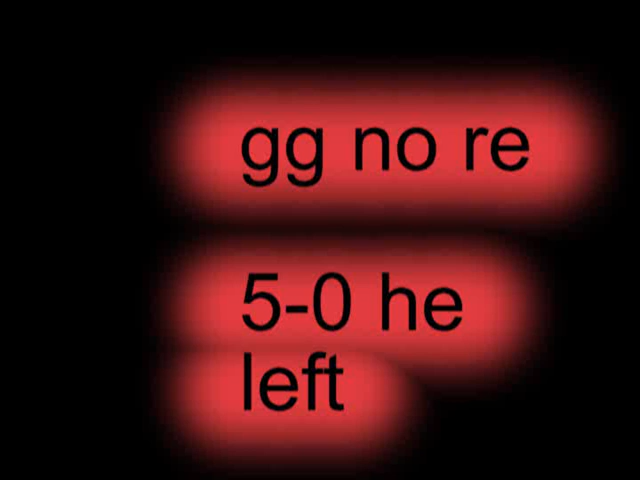 gg no re
5-0 he
left